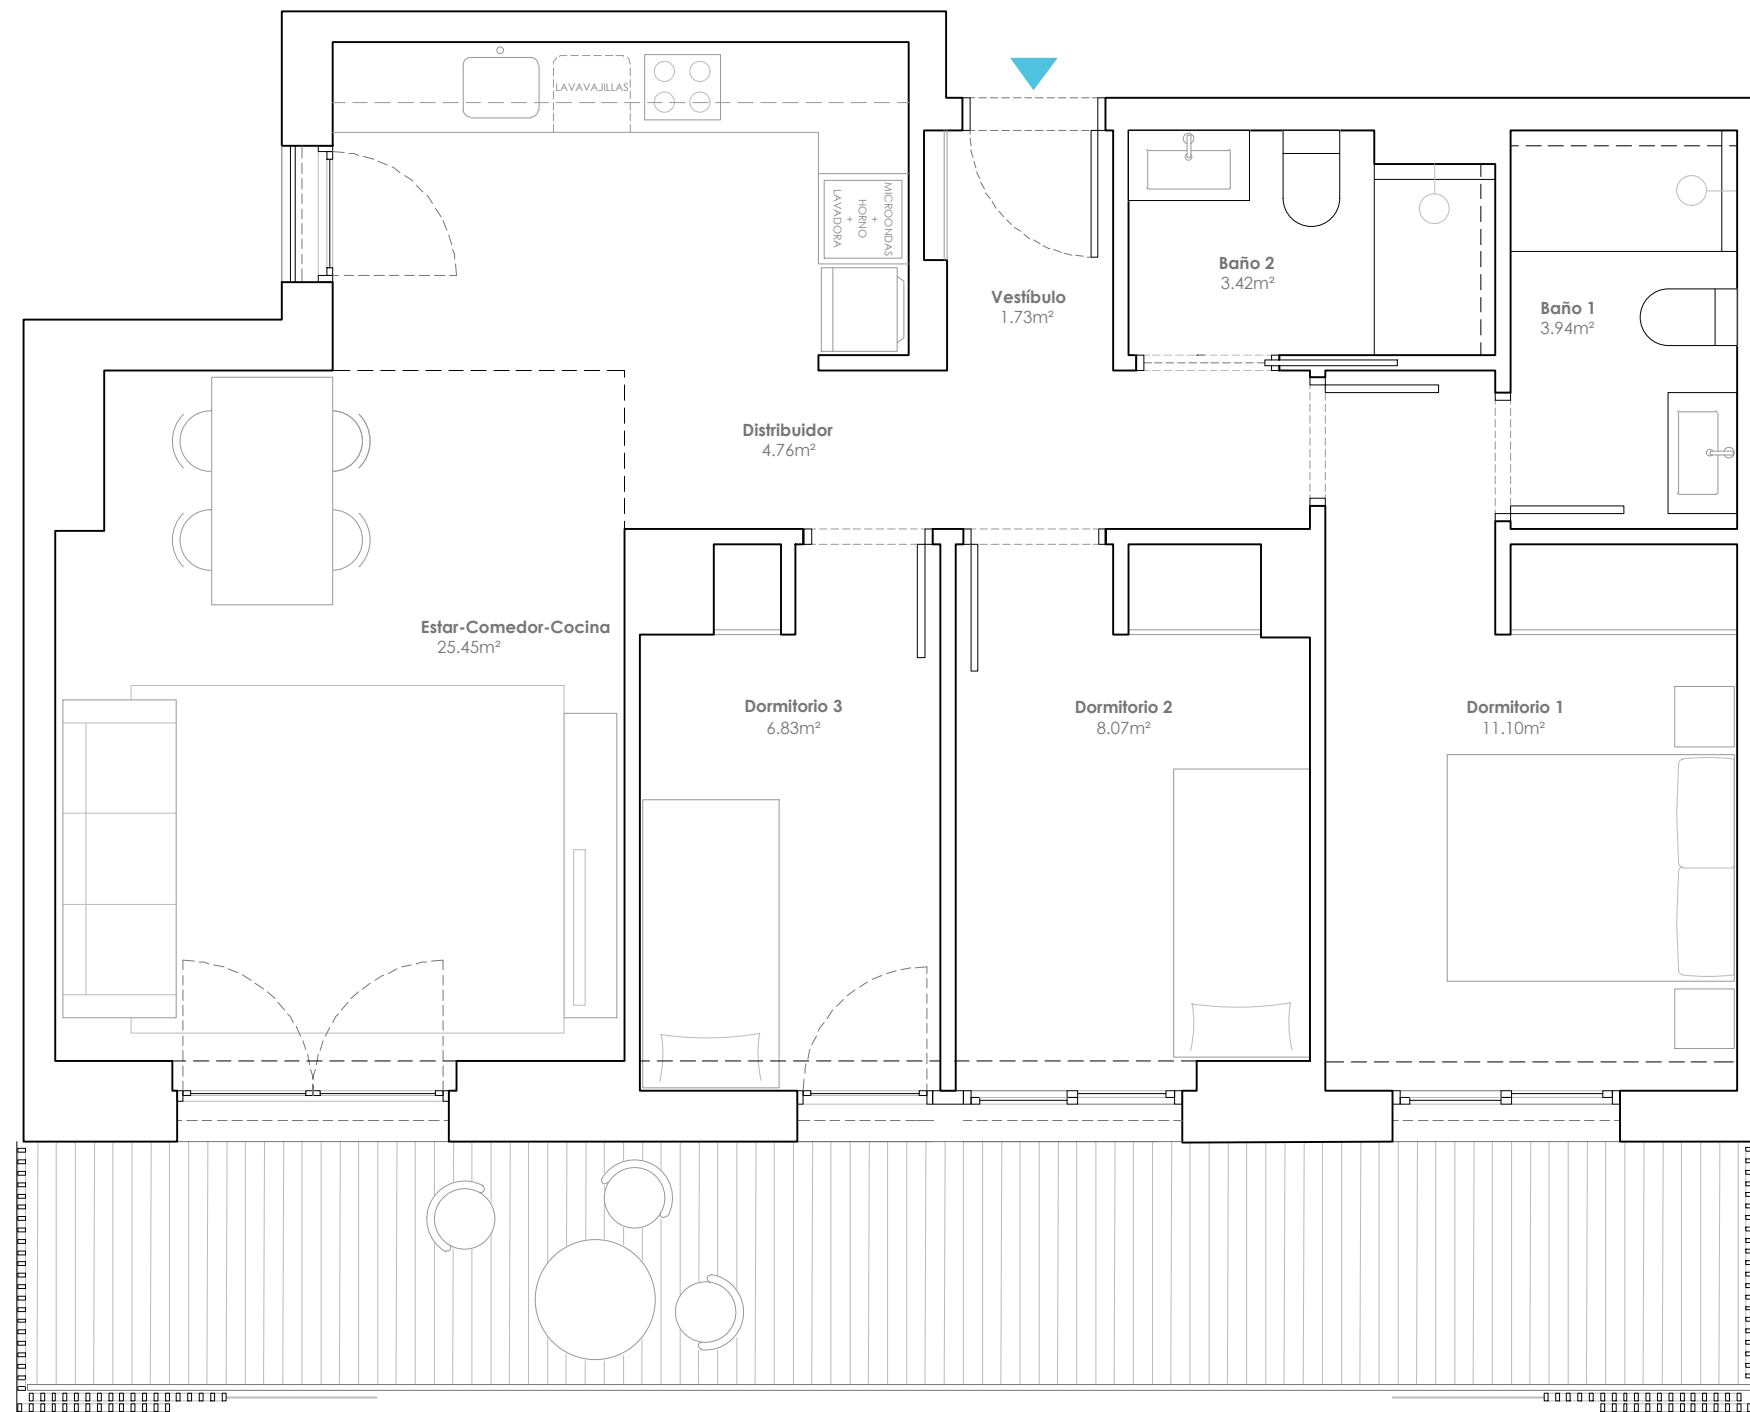 LAVAVAJILLAS
MICROONDAS
+
HORNO
+
LAVADORA
Baño 2
3.42m²
Vestíbulo
1.73m²
Baño 1
3.94m²
Distribuidor
4.76m²
Estar-Comedor-Cocina
25.45m²
Dormitorio 3
6.83m²
Dormitorio 2
8.07m²
Dormitorio 1
11.10m²